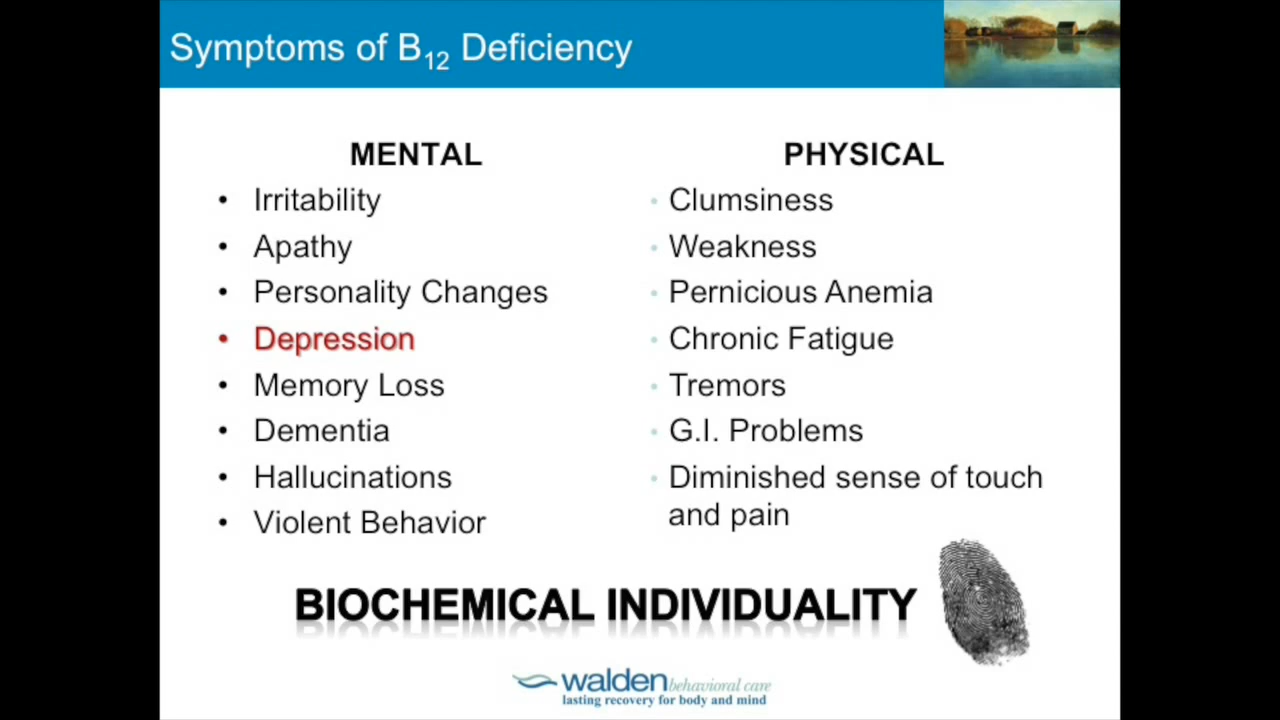 Symptoms of B12 Deficiency
MENTAL
• Irritability
• Apathy
• Personality Changes
• Depression
• Memory Loss
• Dementia
• Hallucinations
• Violent Behavior
PHYSICAL
• Clumsiness
• Weakness
• Pernicious Anemia
• Chronic Fatigue
• Tremors
• G.I. Problems
• Diminished sense of touch
and pain
BIOCHEMICAL INDIVIDUALITY
walden behavioral care
lasting recovery for body and mind